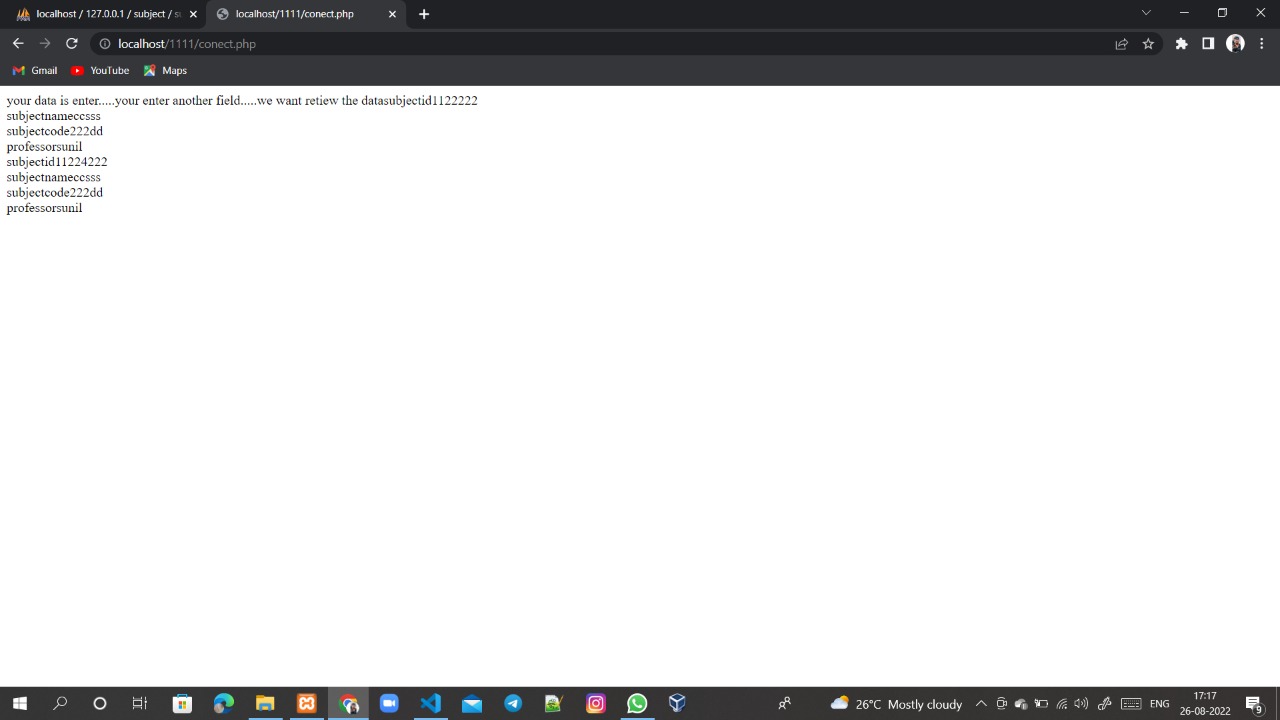 localhost / 127.0.0.1 / subject / su
localhost/1111/conect.php
localhost/1111/conect.php
Gmail YouTube Maps
your data is enter.....your enter another field.....we want retiew the datasubjectid1122222
subjectnameccsss
subjectcode222dd
professorsunil
subjectid11224222
subjectnameccsss
subjectcode222dd
professorsunil
26°C Mostly cloudy
ENG
17:17
26-08-2022
9